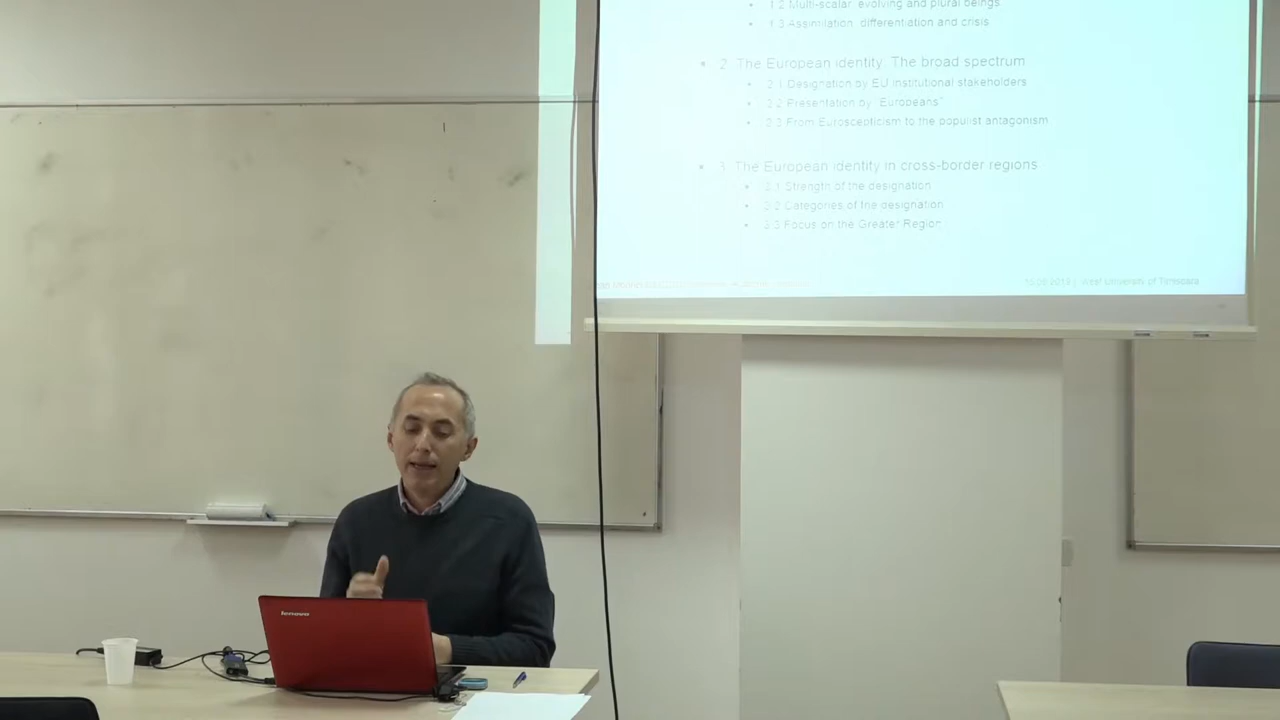 1.2 Multi-scalar, evolving and plural beings.
1.3 Assimilation, differentiation and crisis
2. The European identity. The broad spectrum
2.1 Designation by EU institutional stakeholders
2.2 Presentation by "Europeans"
2.3 From Euroscepticism to the populist antagonism
3. The European identity in cross-border regions
3.1 Strength of the designation
3.2 Categories of the designation
3.3 Focus on the Greater Region
2019 | West University of Timisoara
lenovo